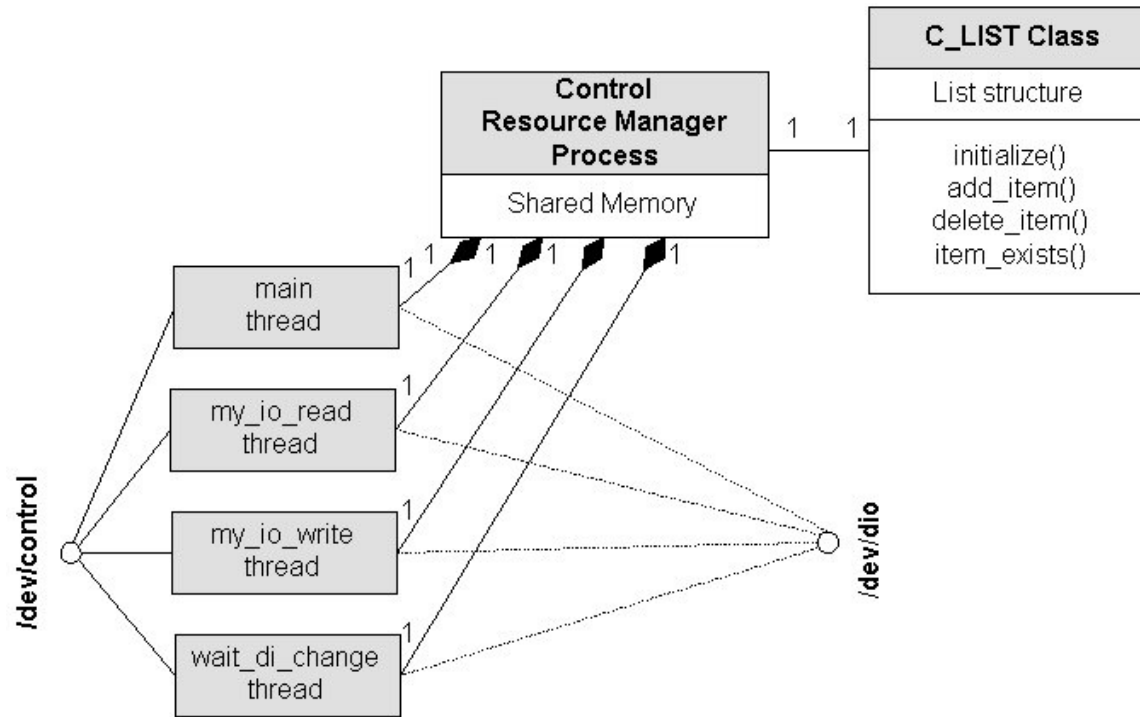 C_LIST Class
List structure
initialize()
add_item()
delete_item()
item_exists()
Control
Resource Manager
Process
Shared Memory
1
1
1
1
1
1
1
main
thread
1
my_io_read
thread
1
my_io_write
thread
1
wait_di_change
thread
/dev/control
/dev/dio